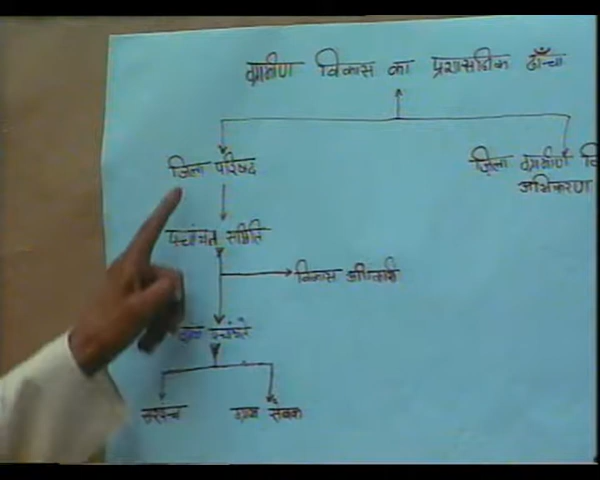 ग्रामीण विकास का प्रशासनिक ढाँचा
जिला परिषद
जिला ग्रामीण वि
अभिकरण
पंचायत समिति
विकास अधिकारी
ग्राम पंचायतें
सरपंच
ग्राम सेवक